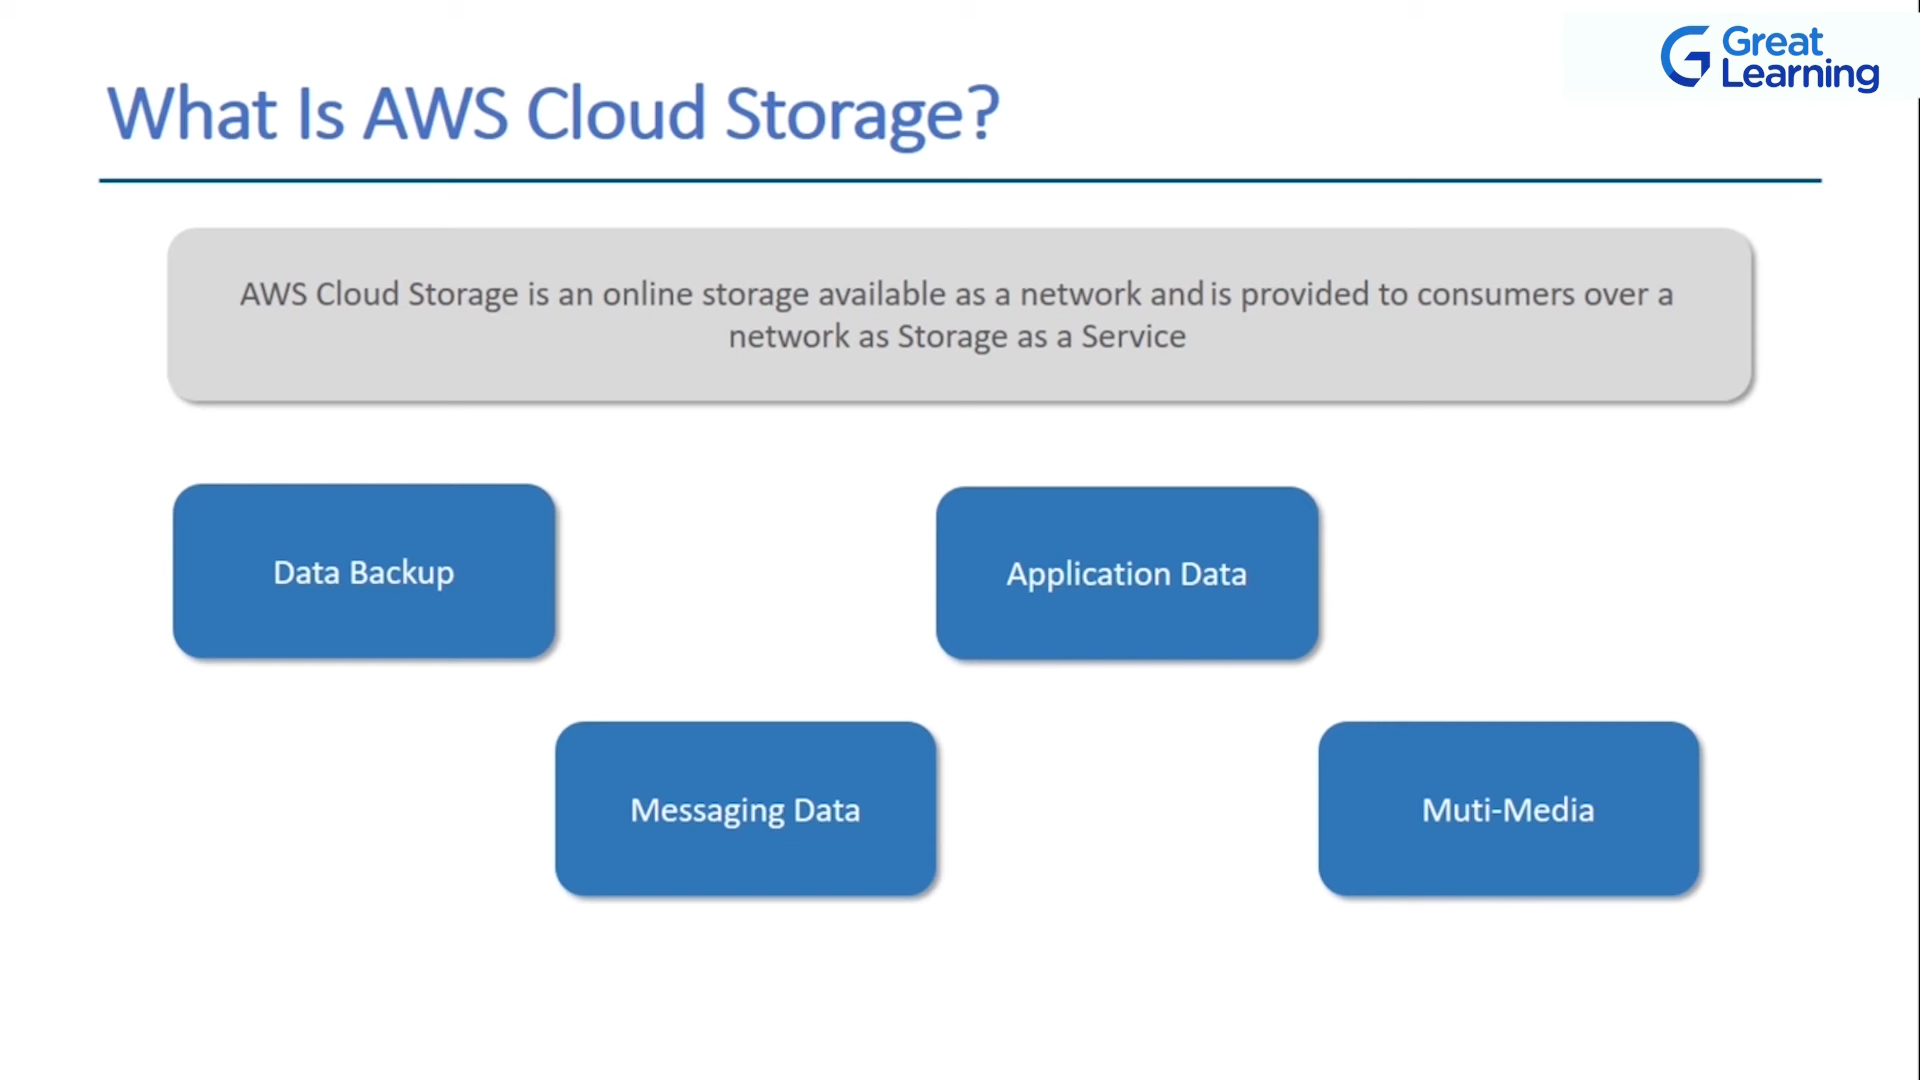 Great
Learning
What Is AWS Cloud Storage?
AWS Cloud Storage is an online storage available as a network and is provided to consumers over a
network as Storage as a Service
Data Backup
Application Data
Messaging Data
Muti-Media